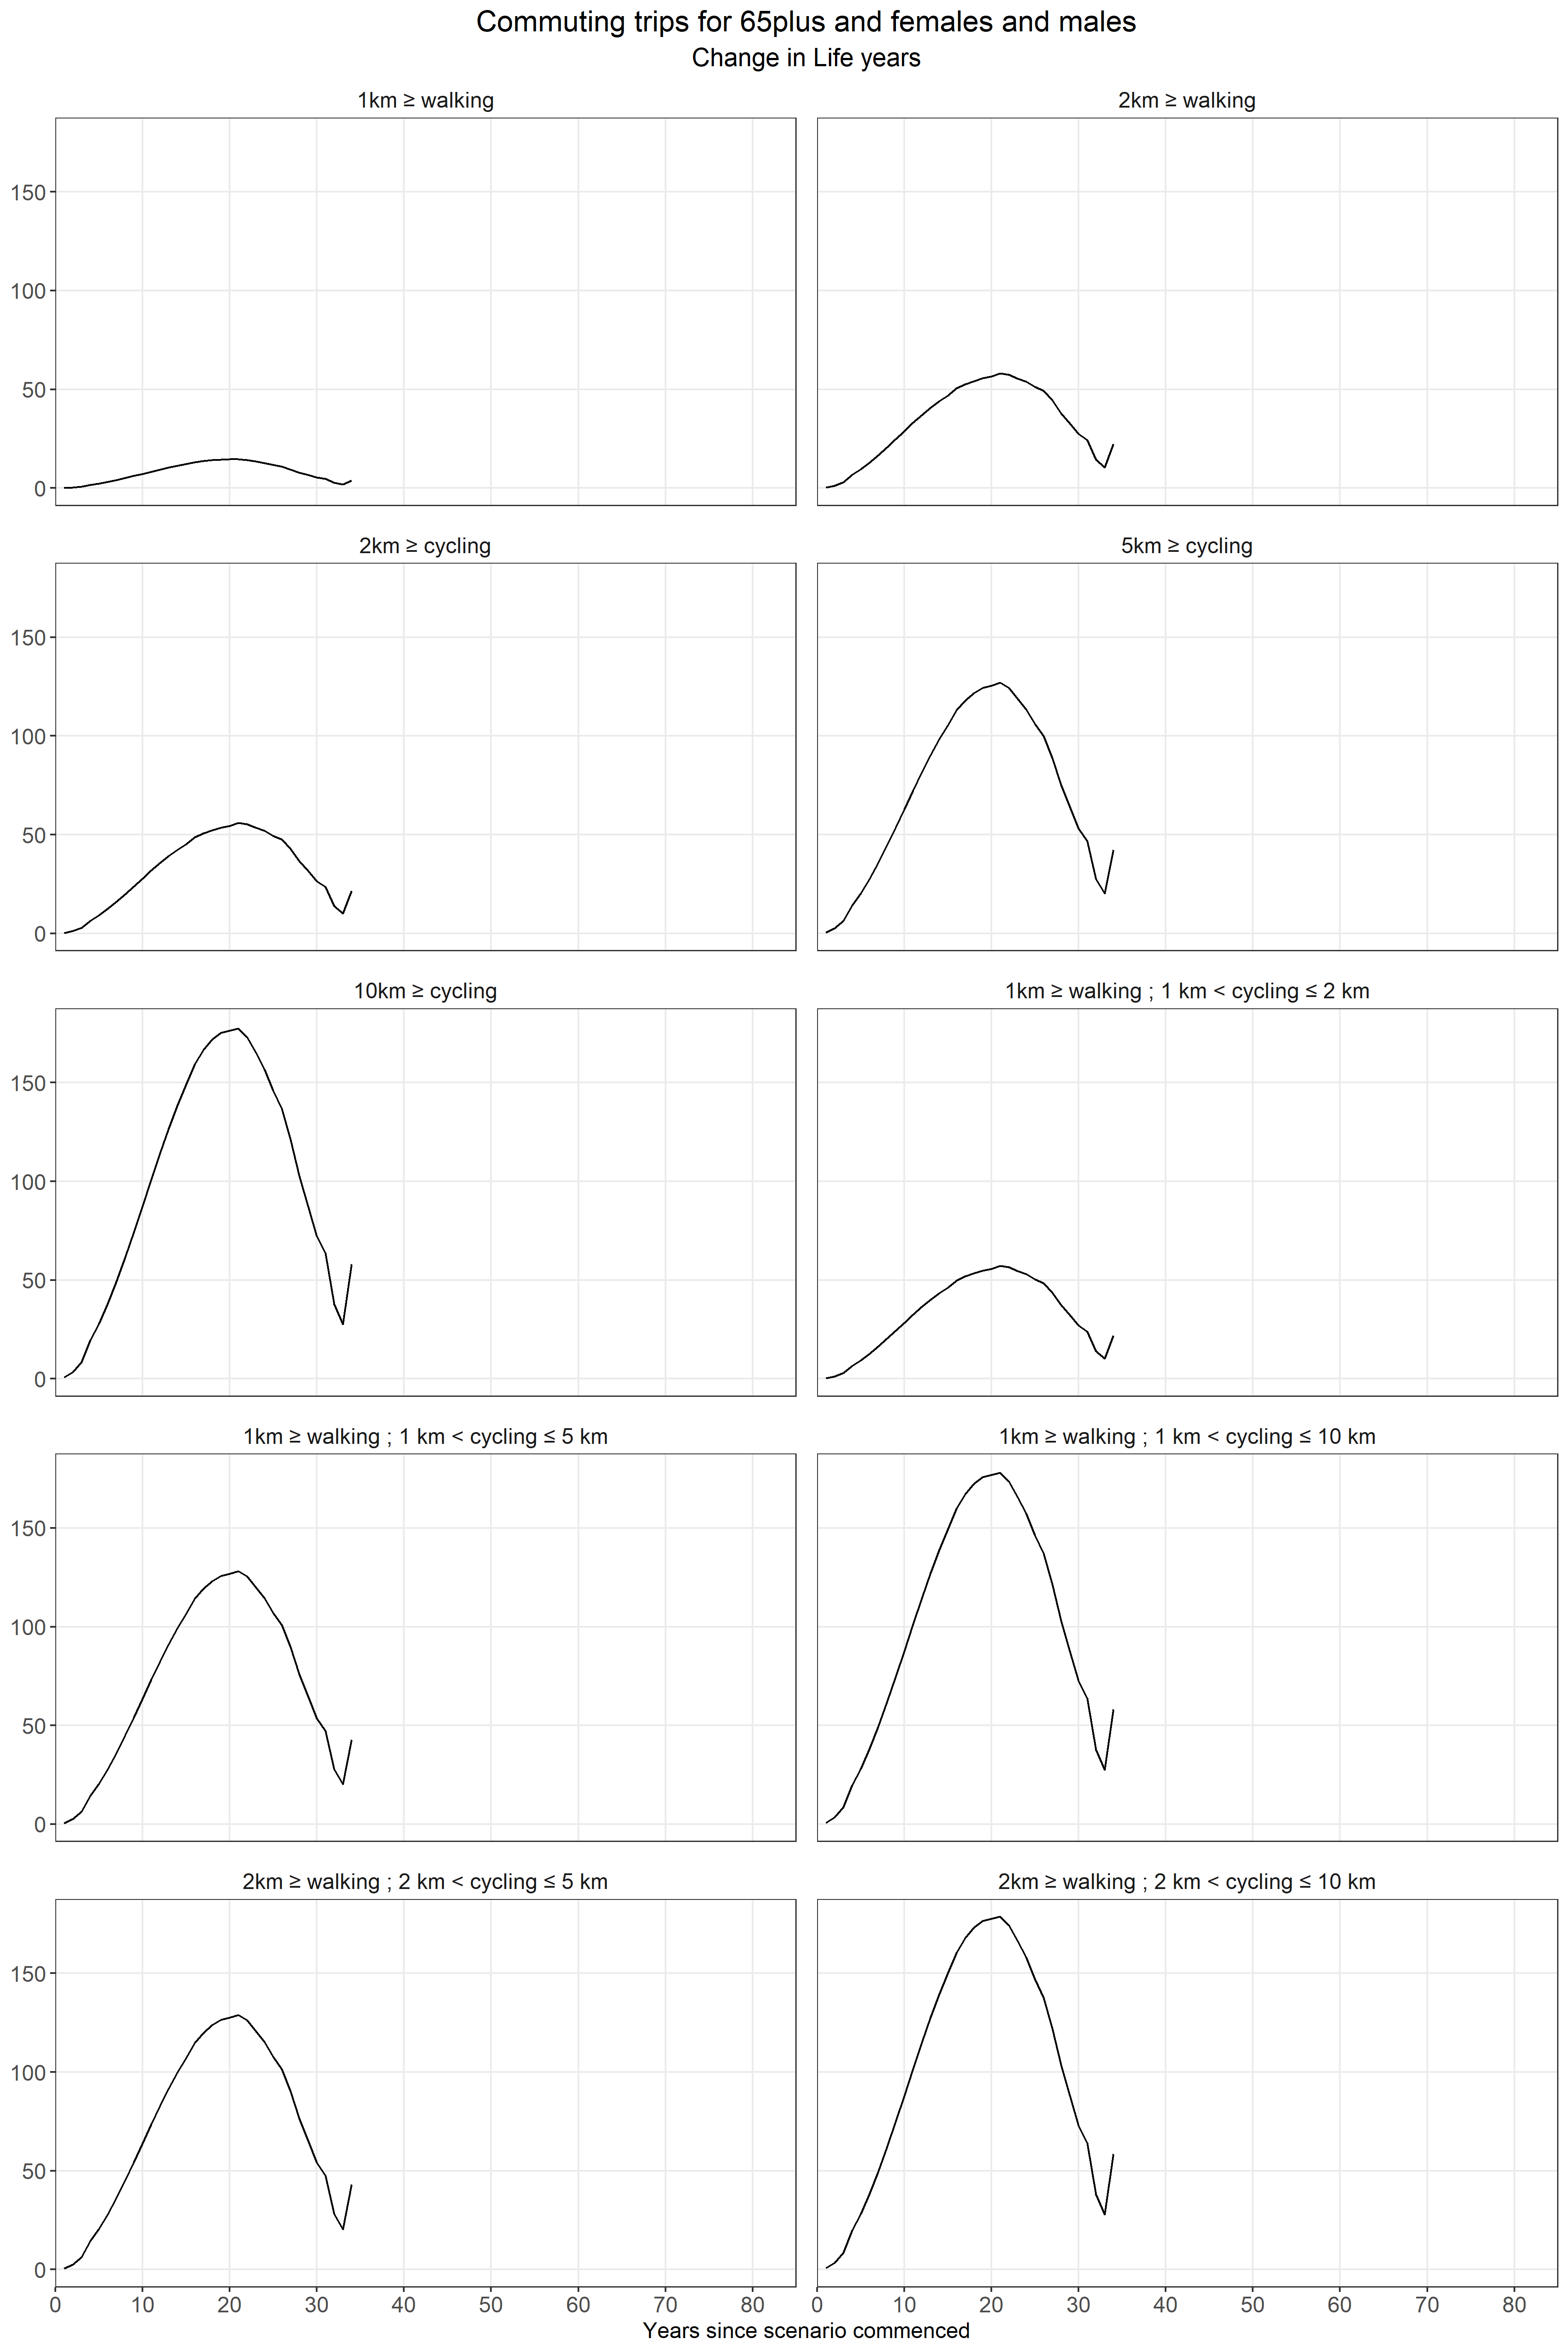 Commuting trips for 65plus and females and males
Change in Life years
1km ≥ walking
2km ≥ walking
150
100
50
0
2km ≥ cycling
5km ≥ cycling
150
100
50
0
10km ≥ cycling
1km ≥ walking ; 1 km < cycling ≤ 2 km
150
100
50
0
1km ≥ walking ; 1 km < cycling ≤ 5 km
1km ≥ walking ; 1 km < cycling ≤ 10 km
150
100
50
0
2km ≥ walking ; 2 km < cycling ≤ 5 km
2km ≥ walking ; 2 km < cycling ≤ 10 km
150
100
50
0
0 10 20 30 40 50 60 70 80
0 10 20 30 40 50 60 70 80
Years since scenario commenced